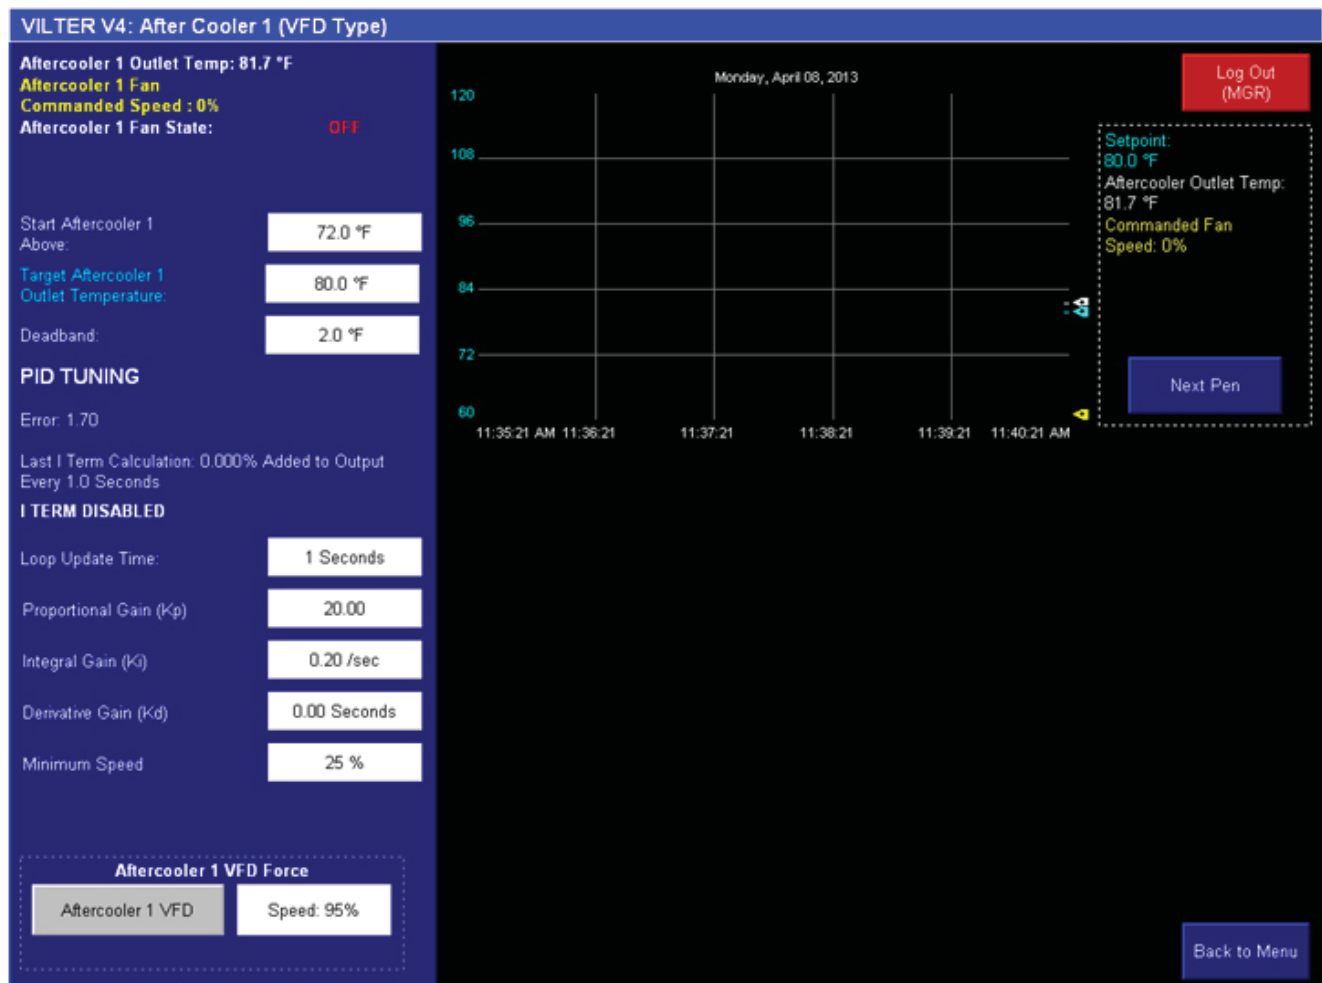 VILTER V4: After Cooler 1 (VFD Type)
Aftercooler 1 Outlet Temp: 81.7 °F
Aftercooler 1 Fan
Commanded Speed : 0%
Aftercooler 1 Fan State: OFF
Start Aftercooler 1
Above:
72.0 °F
Target Aftercooler 1
Outlet Temperature:
80.0 °F
Deadband:
2.0 °F
PID TUNING
Error: 1.70
Last I Term Calculation: 0.000% Added to Output
Every 1.0 Seconds
I TERM DISABLED
Loop Update Time:
1 Seconds
Proportional Gain (Kp)
20.00
Integral Gain (Ki)
0.20 /sec
Derivative Gain (Kd)
0.00 Seconds
Minimum Speed
25 %
Aftercooler 1 VFD Force
Aftercooler 1 VFD
Speed: 95%
Monday, April 08, 2013
120
108
96
84
72
60
11:35:21 AM 11:36:21 11:37:21 11:38:21 11:39:21 11:40:21 AM
Log Out
(MGR)
Setpoint:
80.0 °F
Aftercooler Outlet Temp:
81.7 °F
Commanded Fan
Speed: 0%
Next Pen
Back to Menu